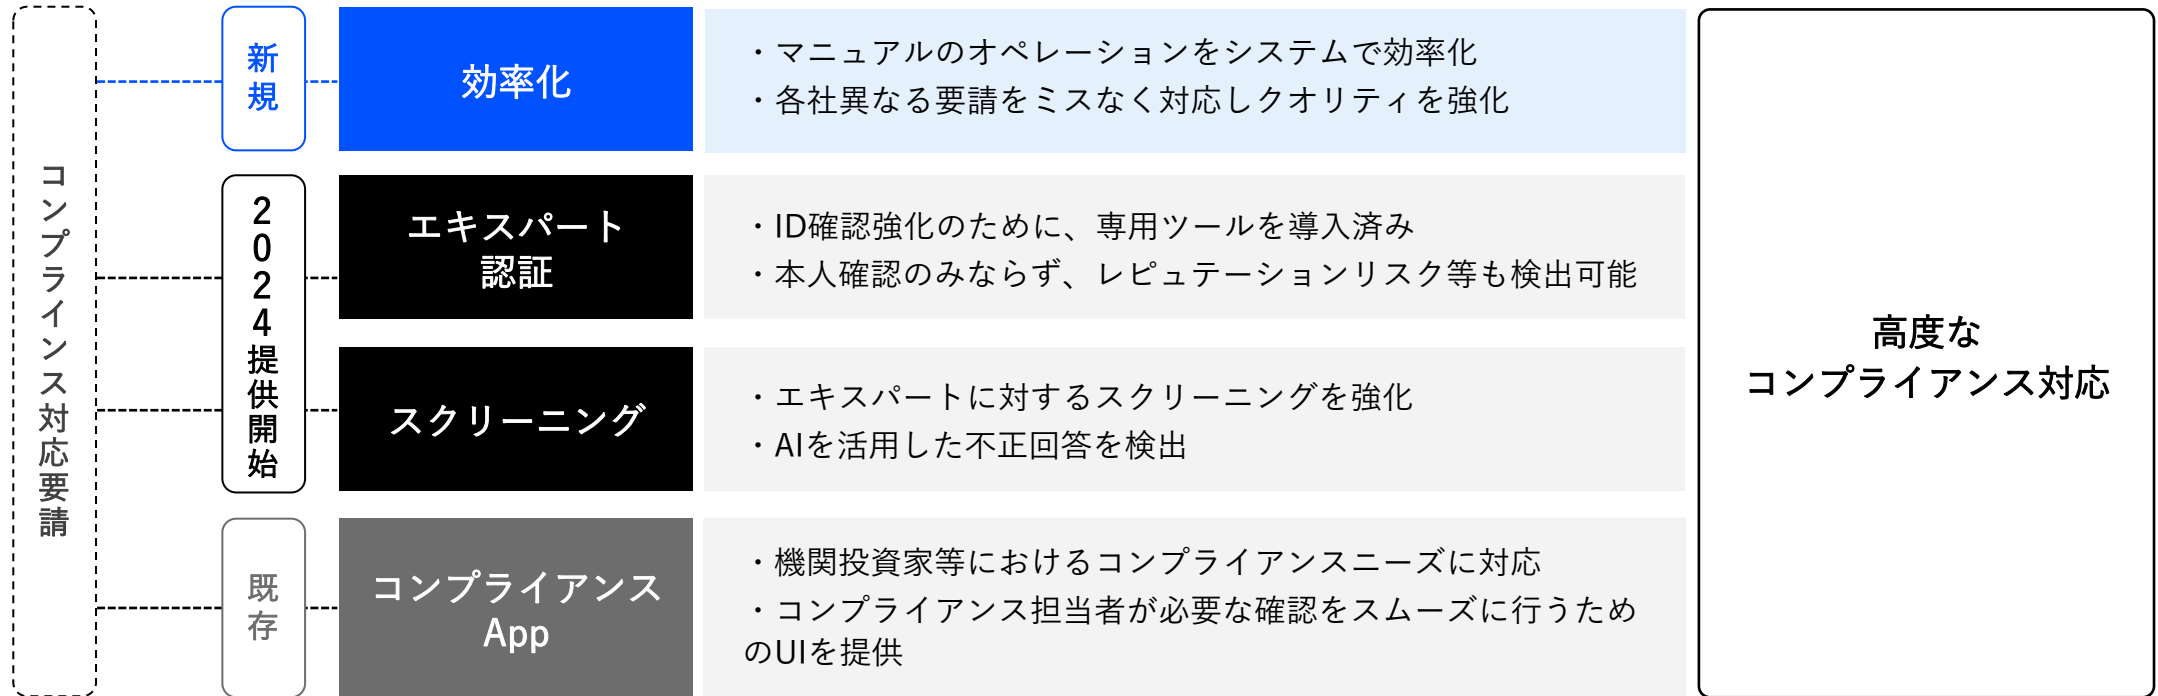 コンプラインス対応要請
新規
効率化
・マニュアルのオペレーションをシステムで効率化
・各社異なる要請をミスなく対応しクオリティを強化
2024提供開始
エキスパート
認証
・ID確認強化のために、専用ツールを導入済み
・本人確認のみならず、レピュテーションリスク等も検出可能
スクリーニング
・エキスパートに対するスクリーニングを強化
・AIを活用した不正回答を検出
既存
コンプライアンス
App
・機関投資家等におけるコンプライアンスニーズに対応
・コンプライアンス担当者が必要な確認をスムーズに行うため
のUIを提供
高度な
コンプライアンス対応